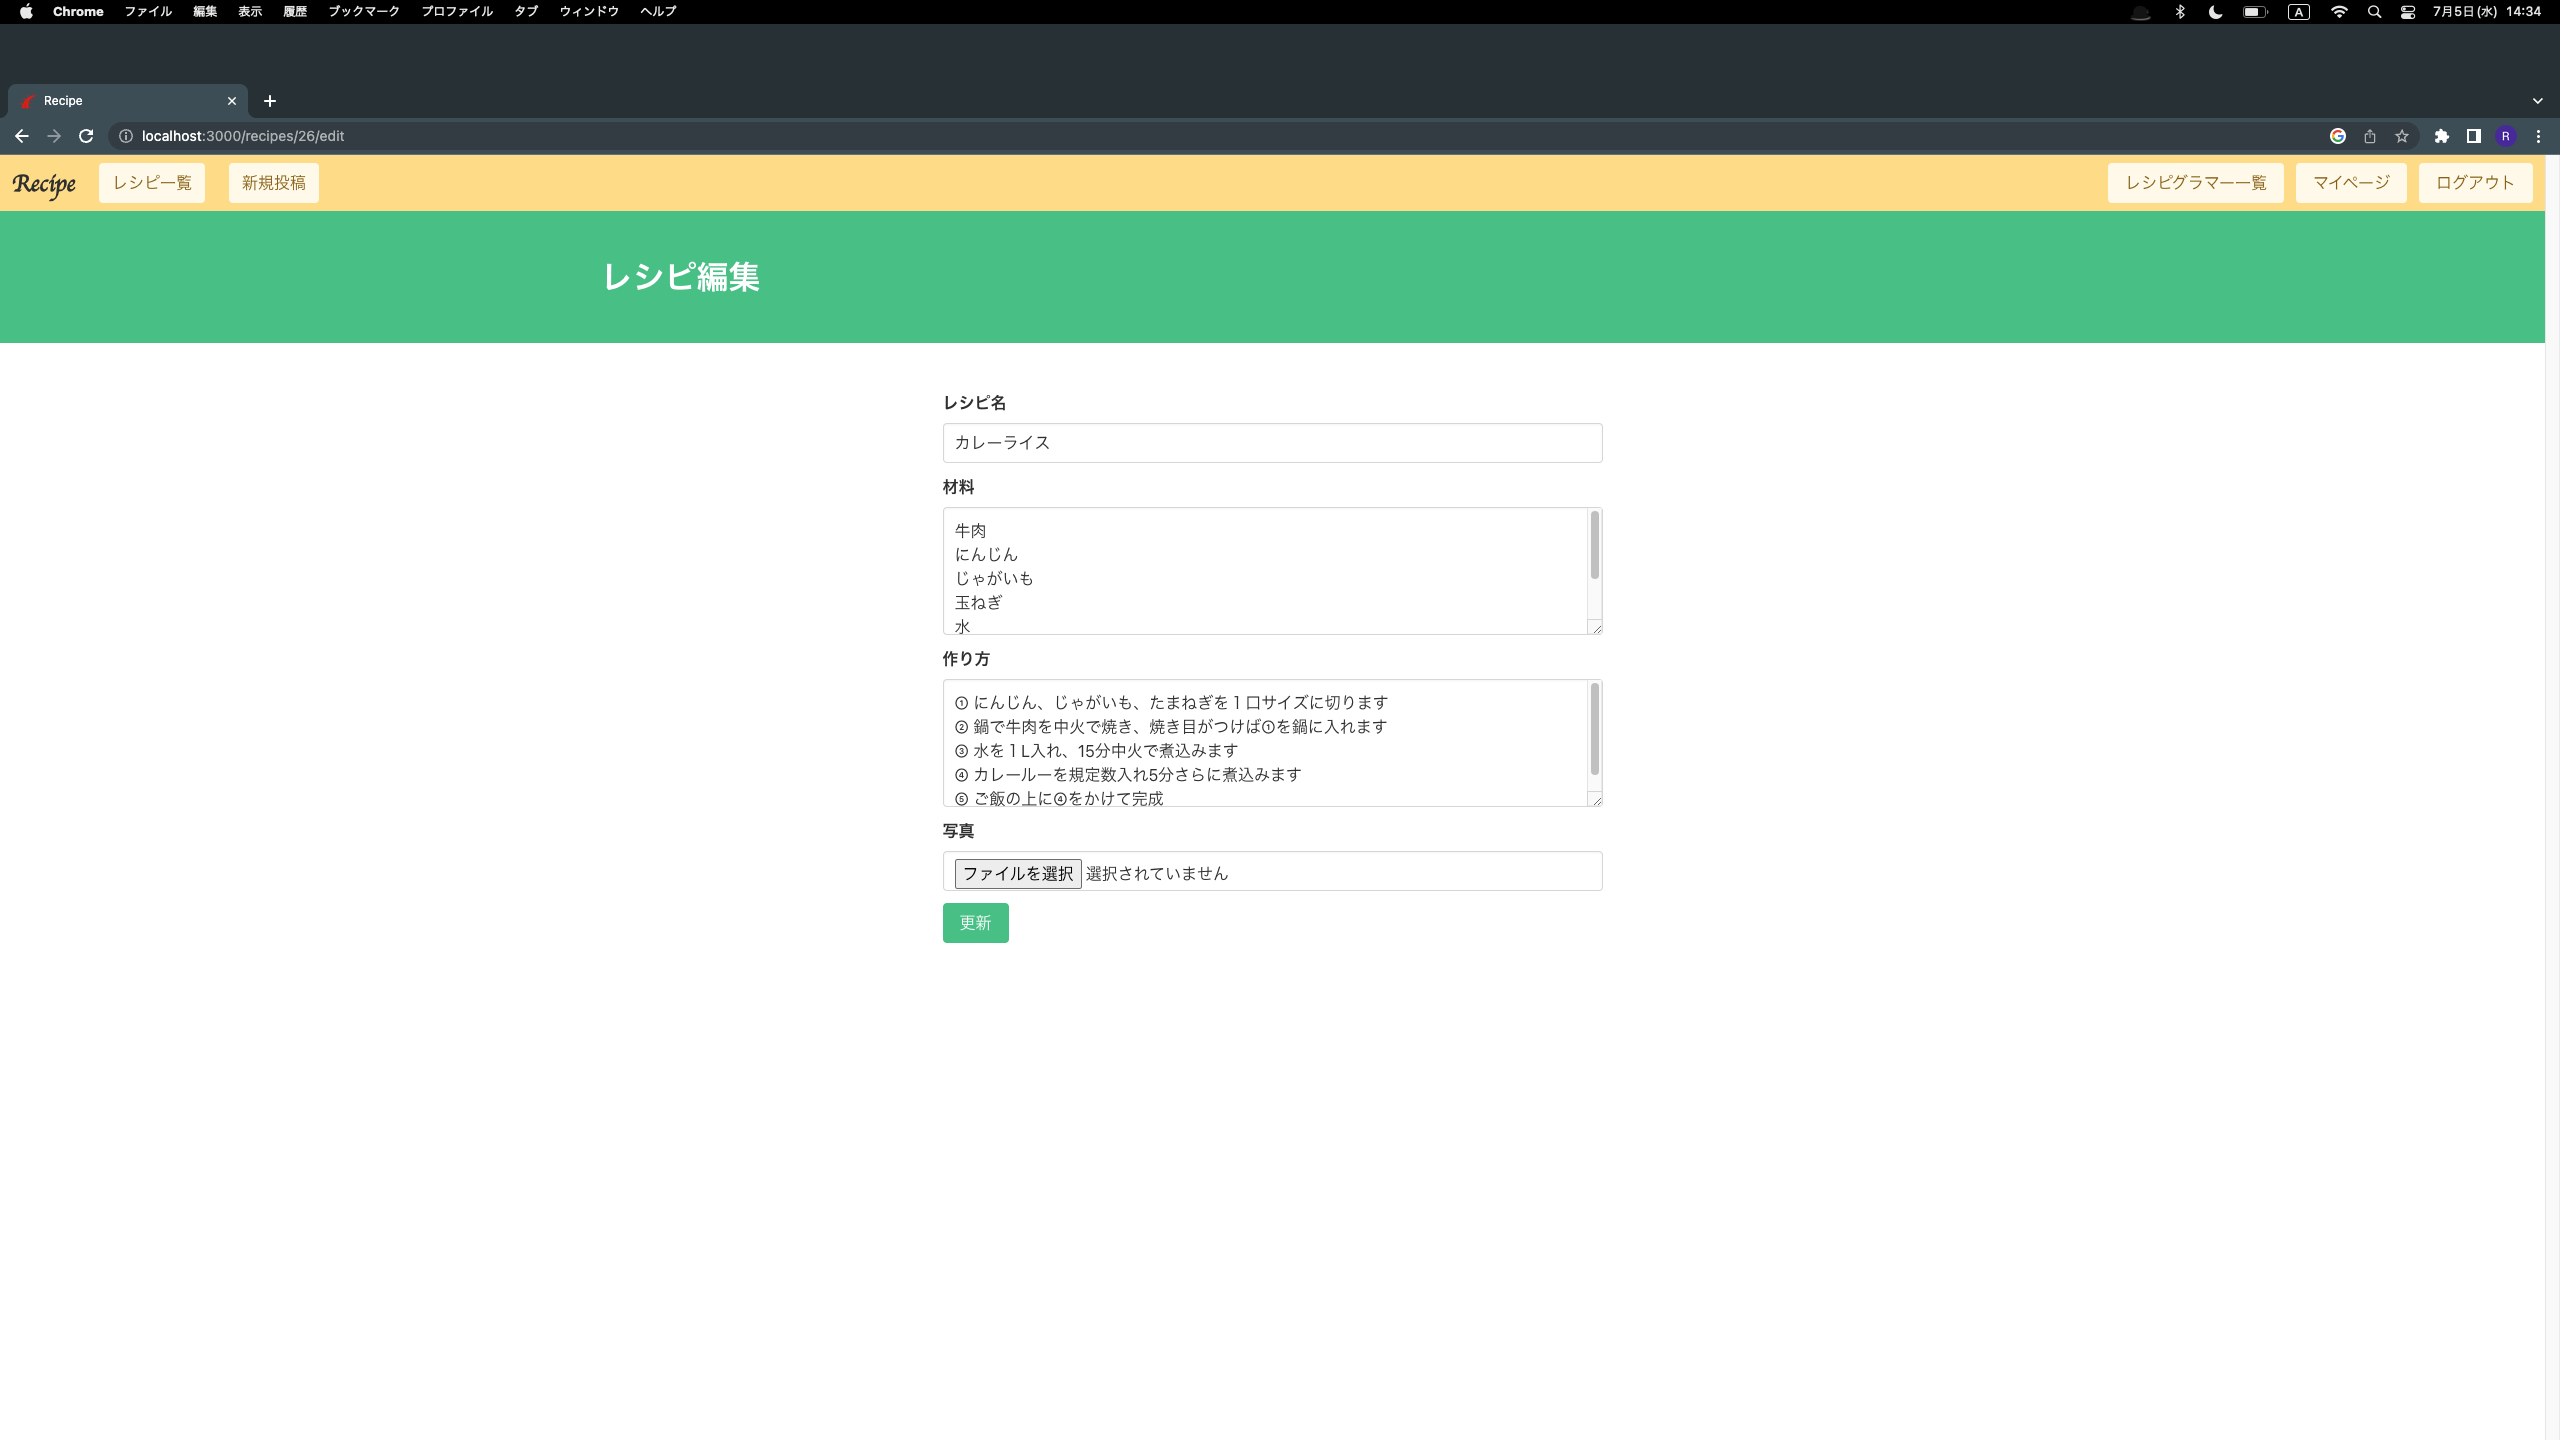 Chrome ファイル 編集 表示 履歴 ブックマーク プロファイル タブ ウィンドウ ヘルプ
A 7月5日(水) 14:34
Recipe
localhost:3000/recipes/26/edit
R
Recipe レシピ一覧 新規投稿 レシピグラマー一覧 マイページ ログアウト
レシピ編集
レシピ名
カレーライス
材料
牛肉
にんじん
じゃがいも
玉ねぎ
水
作り方
① にんじん、じゃがいも、たまねぎを１口サイズに切ります
② 鍋で牛肉を中火で焼き、焼き目がつけば①を鍋に入れます
③ 水を１L入れ、15分中火で煮込みます
④ カレールーを規定数入れ5分さらに煮込みます
⑤ ご飯の上に④をかけて完成
写真
ファイルを選択 選択されていません
更新